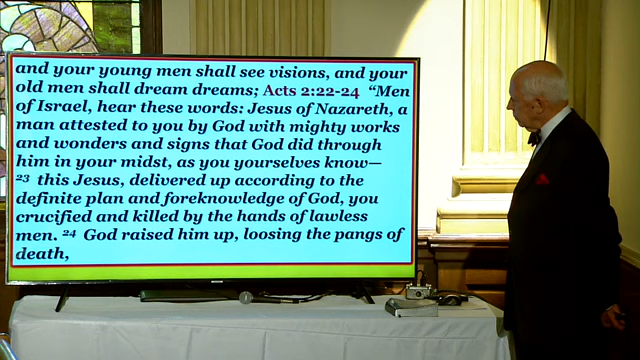 and your young men shall see visions, and your
old men shall dream dreams; Acts 2:22-24 “Men
of Israel, hear these words: Jesus of Nazareth, a
man attested to you by God with mighty works
and wonders and signs that God did through
him in your midst, as you yourselves know—
23 this Jesus, delivered up according to the
definite plan and foreknowledge of God, you
crucified and killed by the hands of lawless
men. 24 God raised him up, loosing the pangs of
death,